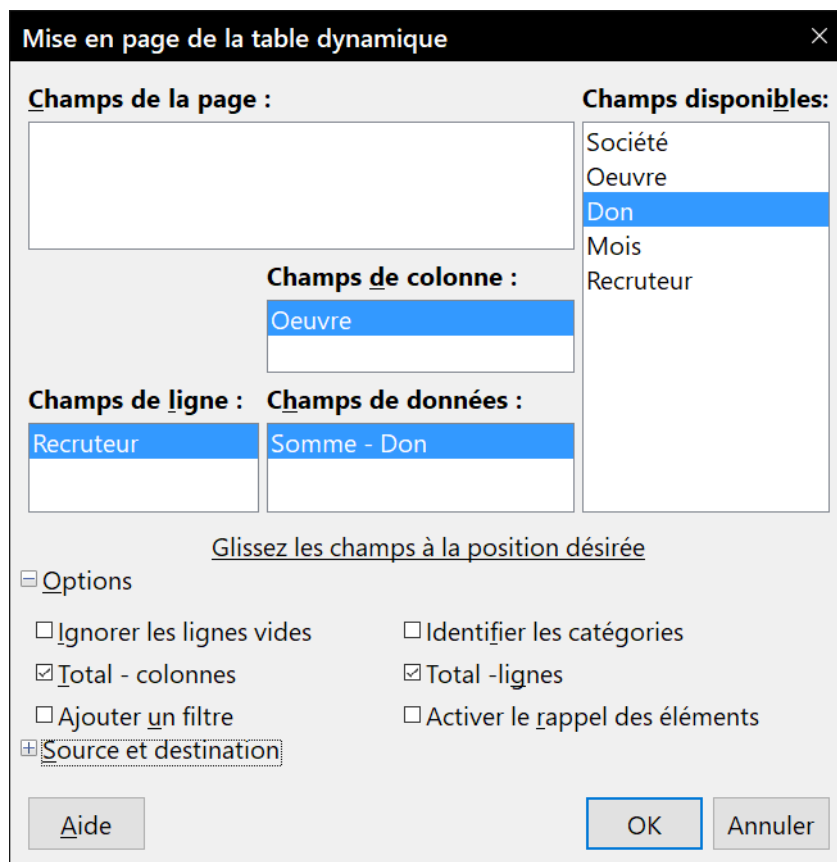 Mise en page de la table dynamique
Champs de la page :
Champs disponibles:
Société
Oeuvre
Don
Mois
Recruteur
Champs de colonne :
Oeuvre
Champs de ligne :
Recruteur
Champs de données :
Somme - Don
Glissez les champs à la position désirée
Options
Ignorer les lignes vides
Identifier les catégories
Total - colonnes
Total -lignes
Ajouter un filtre
Activer le rappel des éléments
Source et destination
Aide
OK
Annuler